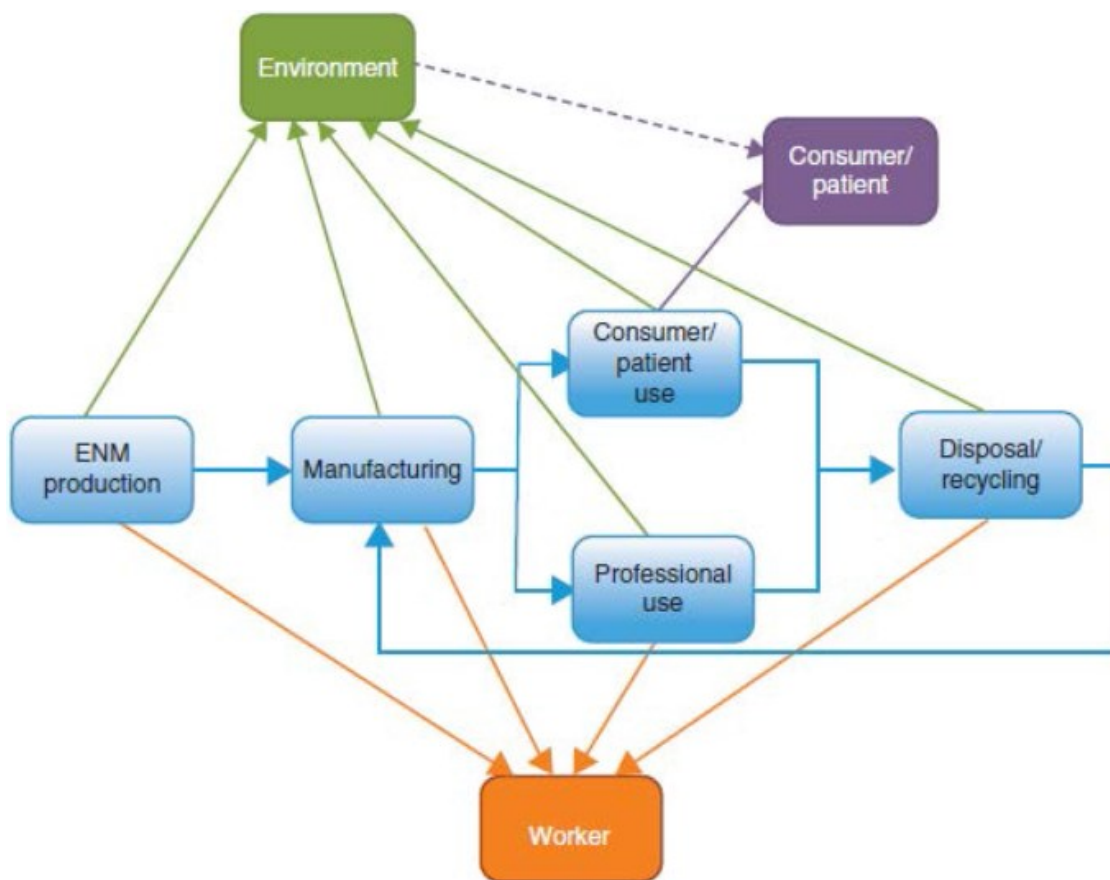 Environment
Consumer/
patient
Consumer/
patient
use
ENM
production
Manufacturing
Disposal/
recycling
Professional
use
Worker